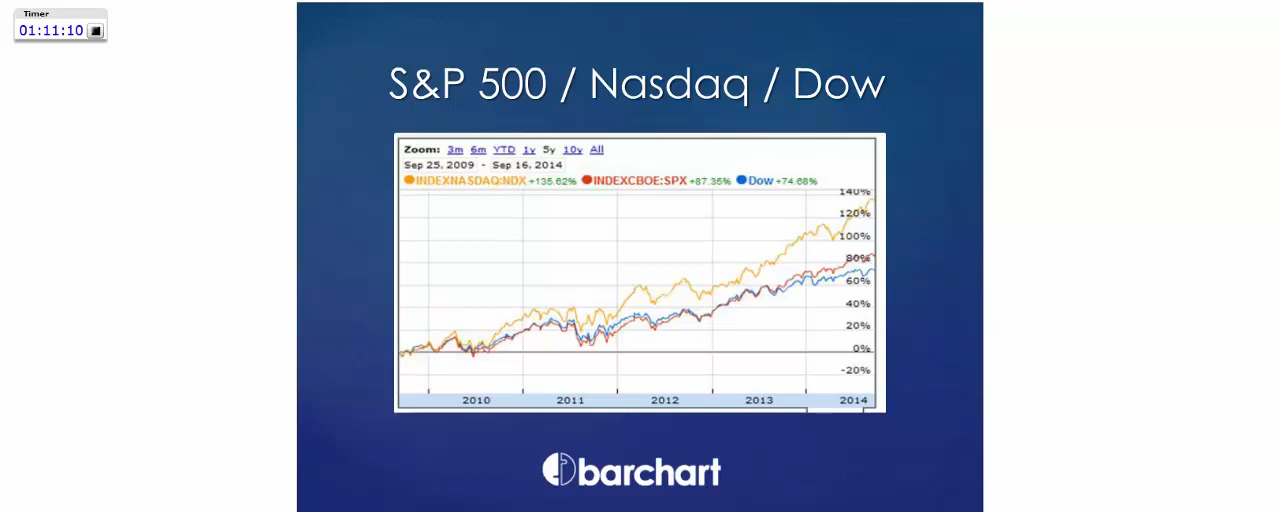 Timer
01:11:10
S&P 500 / Nasdaq / Dow
Zoom: 3m 6m YTD 1y 5y 10y All
Sep 25, 2009 - Sep 16, 2014
INDEXNASDAQ:NDX +135.62% INDEXCBOE:SPX +87.35% Dow +74.68%
140%
120%
100%
80%
60%
40%
20%
0%
-20%
2010 2011 2012 2013 2014
barchart